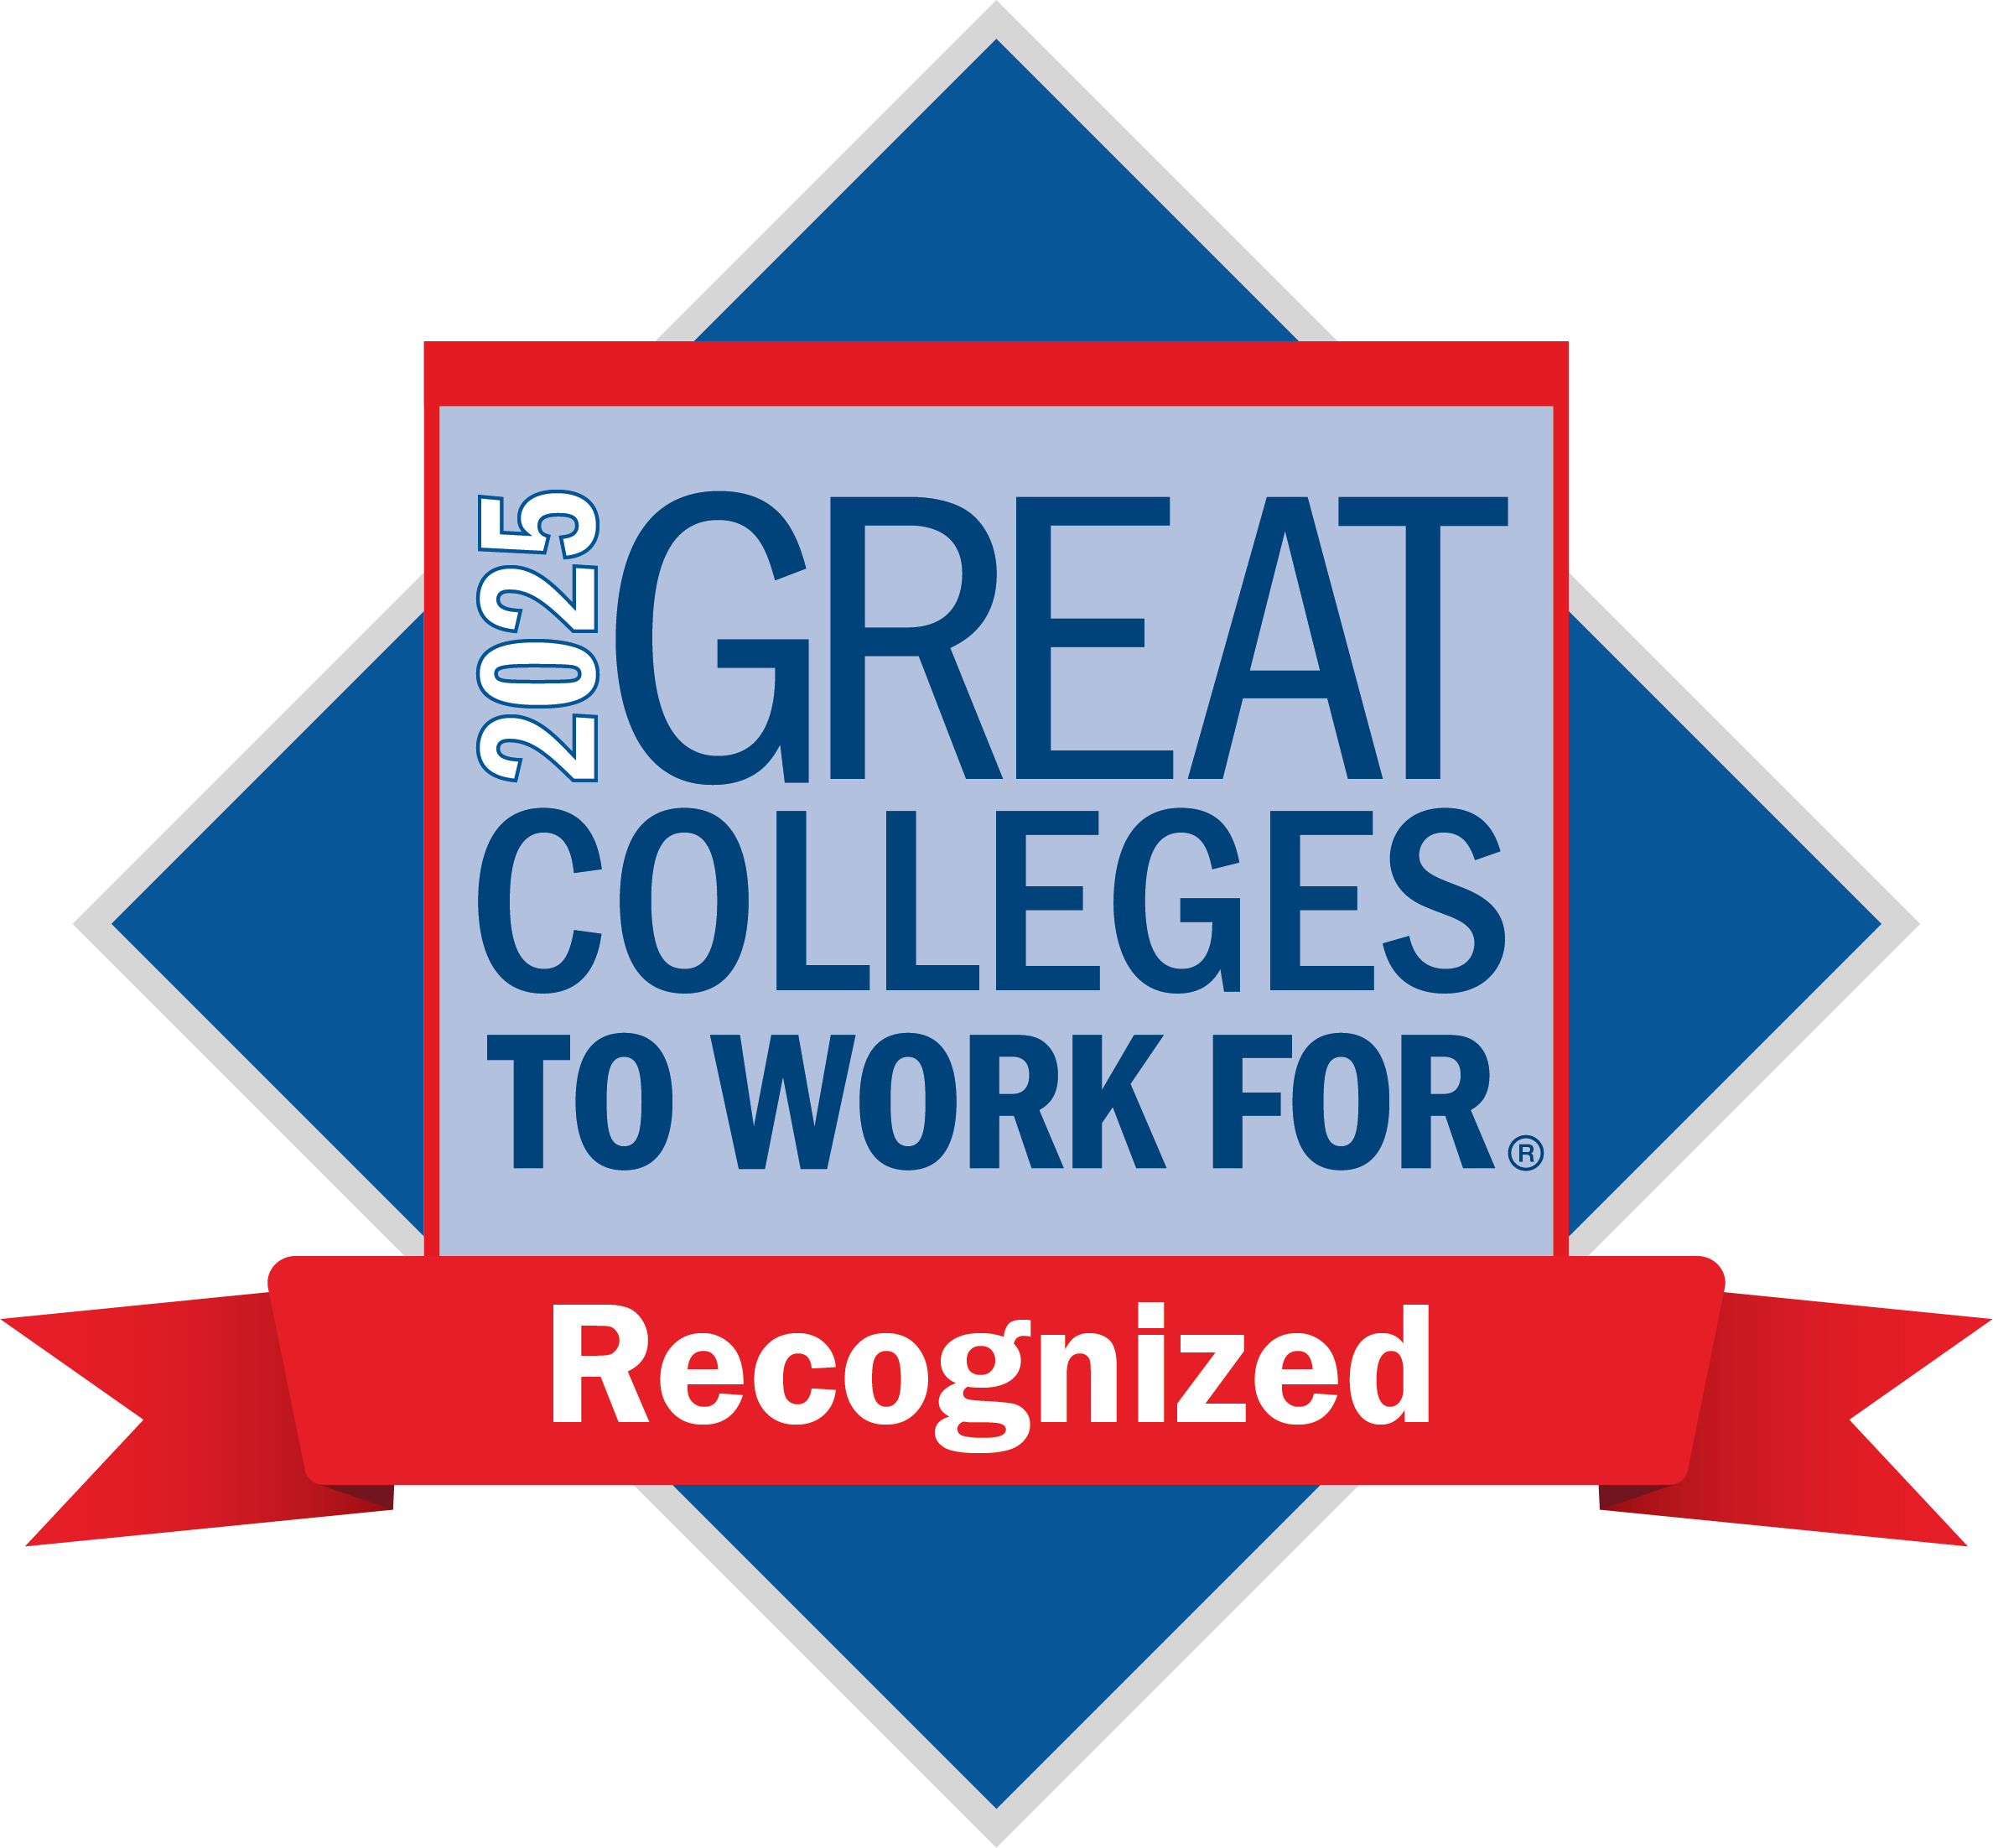 2025
GREAT
COLLEGES
TO WORK FOR®
Recognized